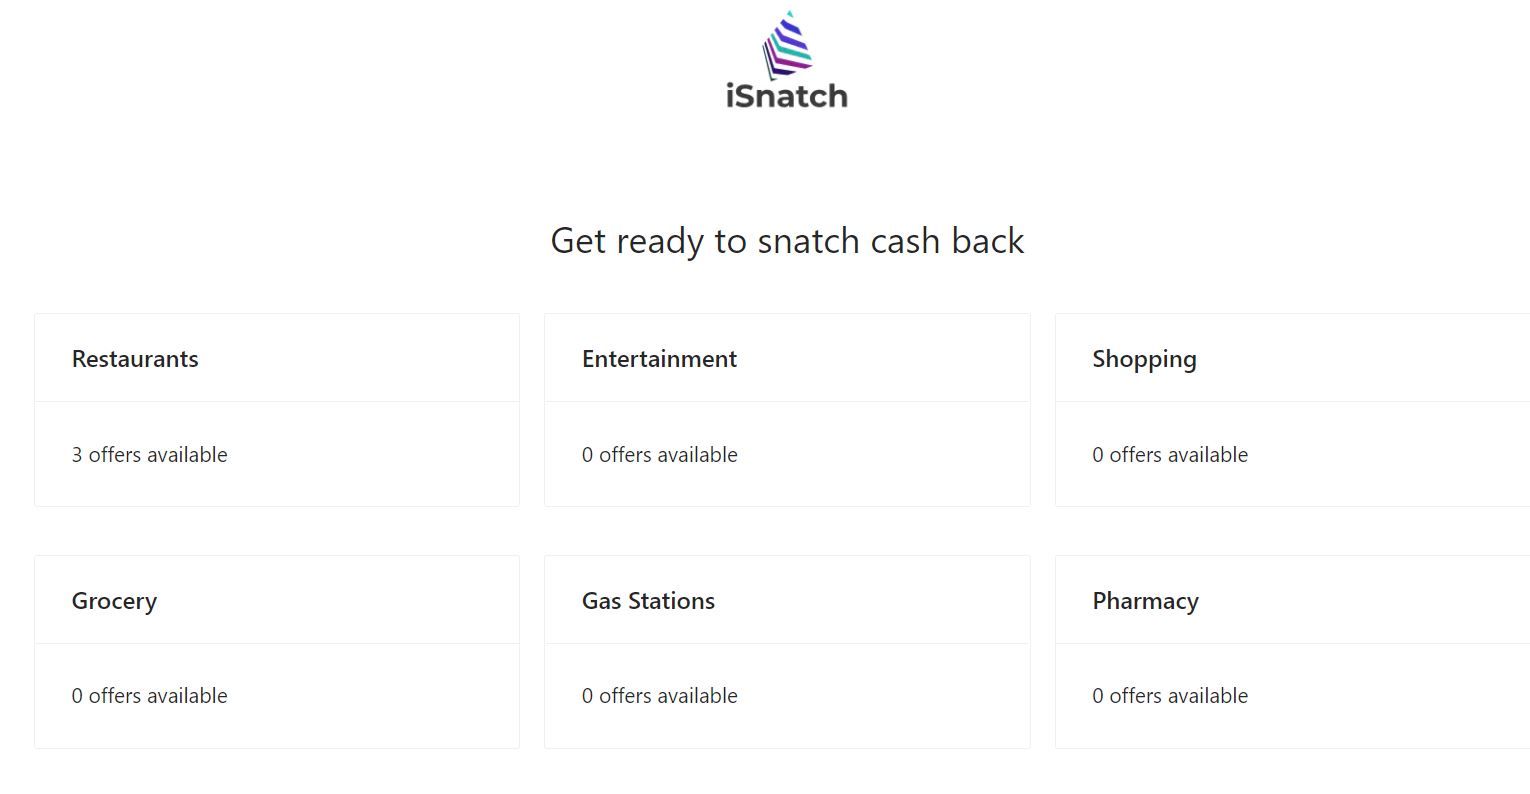 iSnatch
Get ready to snatch cash back
Restaurants
3 offers available
Entertainment
0 offers available
Shopping
0 offers available
Grocery
0 offers available
Gas Stations
0 offers available
Pharmacy
0 offers available